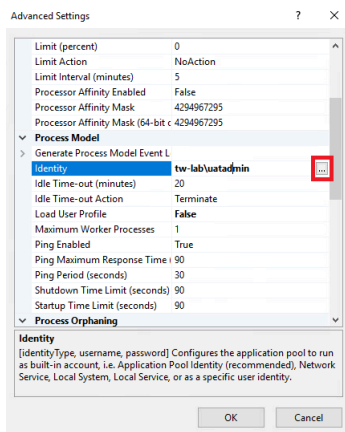 Advanced Settings ? ×
Limit (percent) 0
Limit Action NoAction
Limit Interval (minutes) 5
Processor Affinity Enabled False
Processor Affinity Mask 4294967295
Processor Affinity Mask (64-bit c 4294967295
Process Model
Generate Process Model Event L
Identity tw-lab\uatadmin ...
Idle Time-out (minutes) 20
Idle Time-out Action Terminate
Load User Profile False
Maximum Worker Processes 1
Ping Enabled True
Ping Maximum Response Time ( 90
Ping Period (seconds) 30
Shutdown Time Limit (seconds) 90
Startup Time Limit (seconds) 90
Process Orphaning
Identity
[identityType, username, password] Configures the application pool to run
as built-in account, i.e. Application Pool Identity (recommended), Network
Service, Local System, Local Service, or as a specific user identity.
OK Cancel